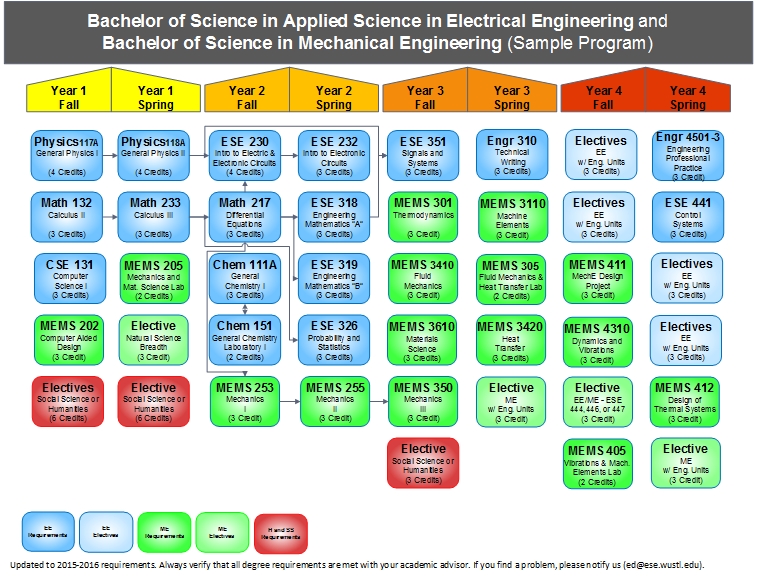 Bachelor of Science in Applied Science in Electrical Engineering and
Bachelor of Science in Mechanical Engineering (Sample Program)
Year 1
Fall
Year 1
Spring
Year 2
Fall
Year 2
Spring
Year 3
Fall
Year 3
Spring
Year 4
Fall
Year 4
Spring
Physics117A
General Physics I
(4 Credits)
Physics118A
General Physics II
(4 Credits)
ESE 230
Intro to Electric &
Electronic Circuits
(4 Credits)
ESE 232
Intro to Electronic
Circuits
(3 Credits)
ESE 351
Signals and
Systems
(3 Credits)
Engr 310
Technical
Writing
(3 Credits)
Electives
EE
w/ Eng. Units
(3 Credits)
Engr 4501-3
Engineering
Professional
Practice
(3 Credit)
Math 132
Calculus II
(3 Credits)
Math 233
Calculus III
(3 Credits)
Math 217
Differential
Equations
(3 Credits)
ESE 318
Engineering
Mathematics "A"
(3 Credits)
MEMS 301
Thermodynamics
(3 Credit)
MEMS 3110
Machine
Elements
(3 Credits)
Electives
EE
w/ Eng. Units
(3 Credits)
ESE 441
Control
Systems
(3 Credits)
CSE 131
Computer
Science I
(3 Credits)
MEMS 205
Mechanics and
Mat. Science Lab
(2 Credits)
Chem 111A
General
Chemistry I
(3 Credits)
ESE 319
Engineering
Mathematics "B"
(3 Credits)
MEMS 3410
Fluid
Mechanics
(3 Credits)
MEMS 305
Fluid Mechanics &
Heat Transfer Lab
(2 Credits)
MEMS 411
MechE Design
Project
(3 Credit)
Electives
EE
w/ Eng. Units
(3 Credit)
MEMS 202
Computer Aided
Design
(3 Credit)
Elective
Natural Science
Breadth
(3 Credit)
Chem 151
General Chemistry
Laboratory I
(2 Credits)
ESE 326
Probability and
Statistics
(3 Credits)
MEMS 3610
Materials
Science
(3 Credits)
MEMS 3420
Heat
Transfer
(3 Credits)
MEMS 4310
Dynamics and
Vibrations
(3 Credits)
Electives
EE
w/ Eng. Units
(3 Credits)
Electives
Social Science or
Humanities
(6 Credits)
Elective
Social Science or
Humanities
(6 Credits)
MEMS 253
Mechanics
I
(3 Credit)
MEMS 255
Mechanics
II
(3 Credit)
MEMS 350
Mechanics
III
(3 Credit)
Elective
ME
w/ Eng. Units
(3 Credit)
Elective
EE/ME - ESE
444,446, or 447
(3 Credit)
MEMS 412
Design of
Thermal Systems
(3 Credit)
Elective
Social Science or
Humanities
(3 Credits)
MEMS 405
Vibrations & Mach.
Elements Lab
(2 Credits)
Elective
ME
w/ Eng. Units
(3 Credit)
EE
Requirements
EE
Electives
ME
Requirements
ME
Electives
H and SS
Requirements
Updated to 2015-2016 requirements. Always verify that all degree requirements are met with your academic advisor. If you find a problem, please notify us (ed@ese.wustl.edu).